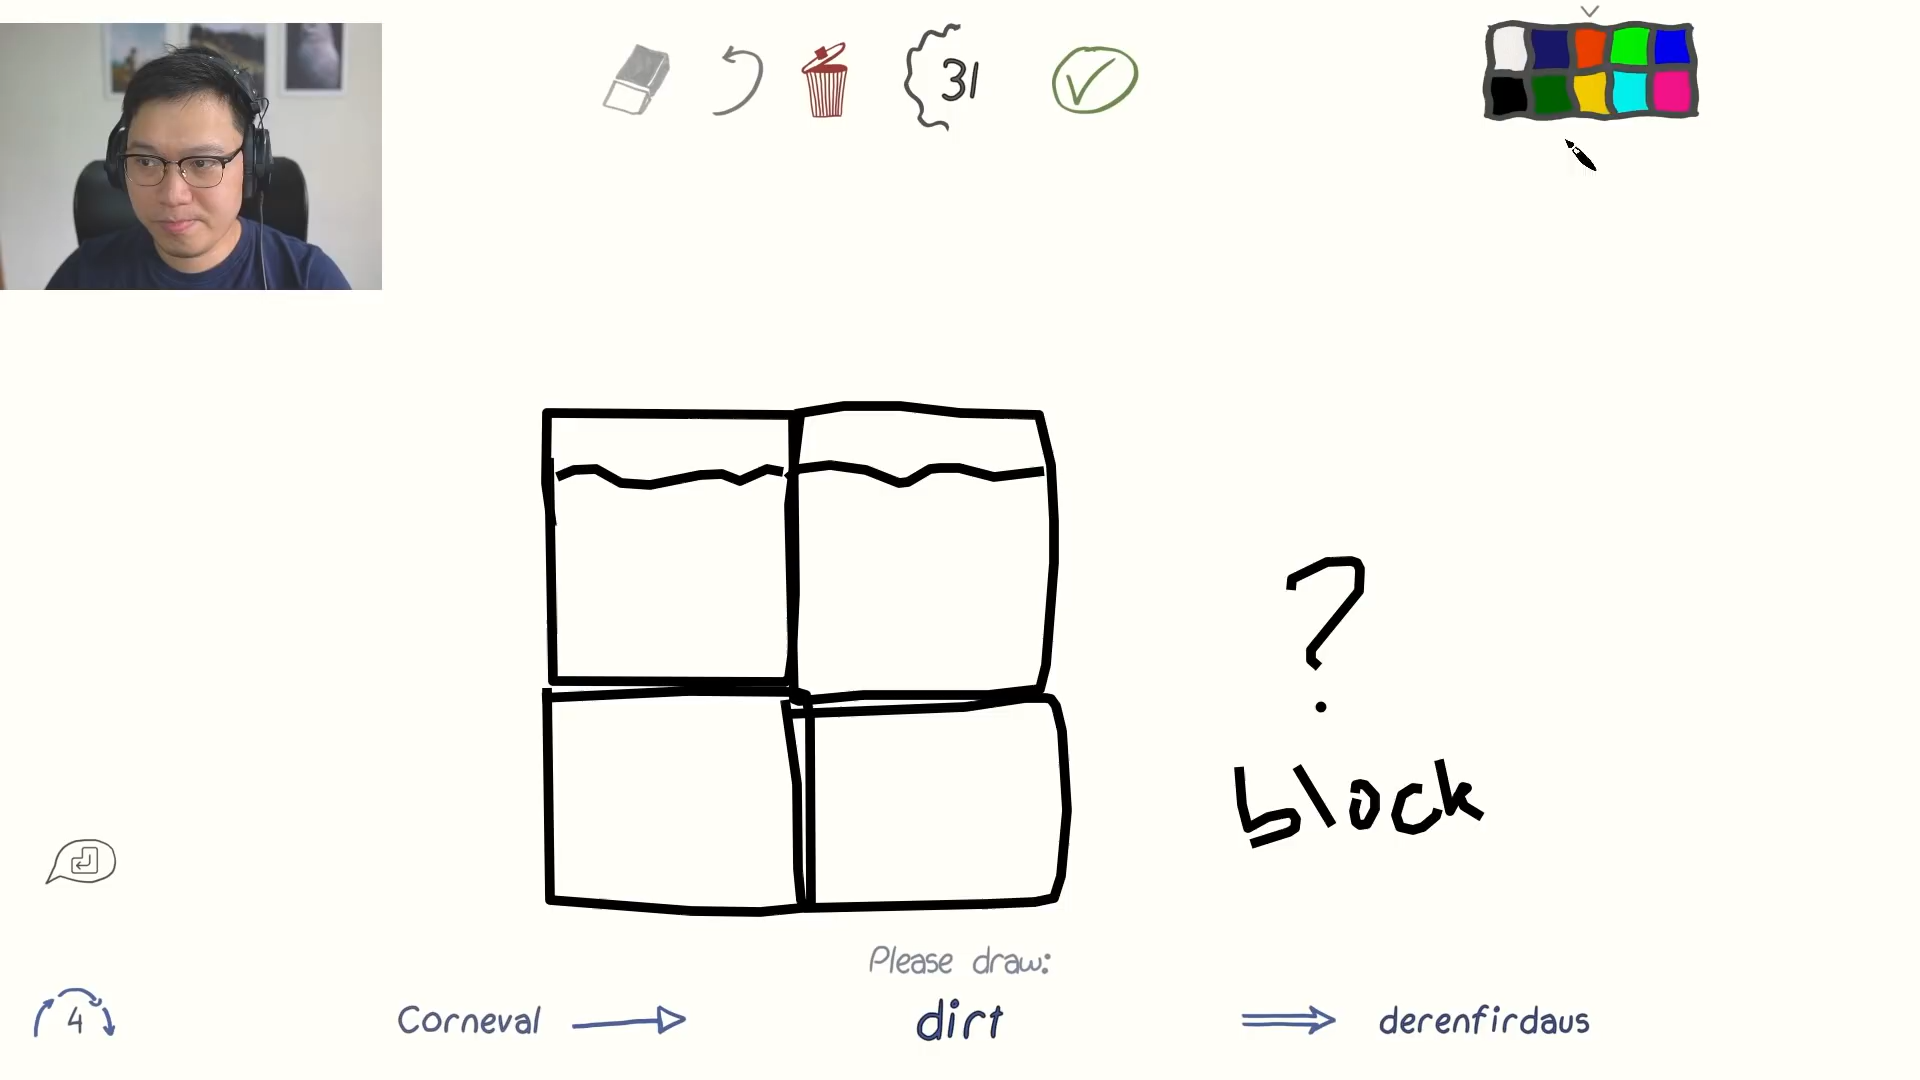 31
?
block
Please draw:
4
Corneval
dirt
derenfirdaus